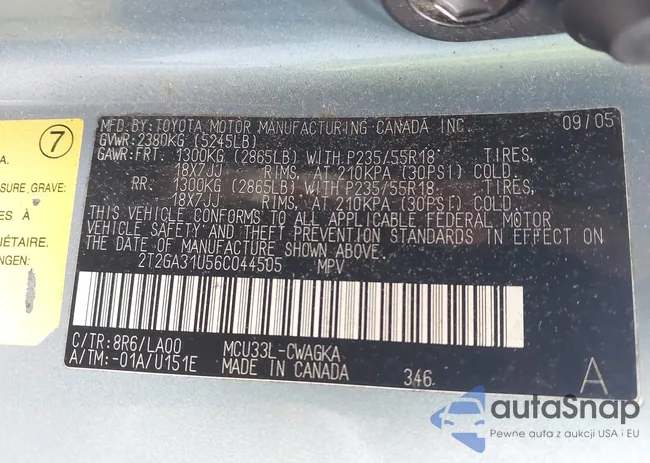 MFD.BY:TOYOTA MOTOR MANUFACTURING CANADA INC. 09/05
GVWR:2380KG (5245LB)
GAWR:FRT. 1300KG (2865LB) WITH P235/55R18 TIRES,
18X7JJ RIMS, AT 210KPA (30PSI) COLD.
RR. 1300KG (2865LB) WITH P235/55R18 TIRES,
18X7JJ RIMS, AT 210KPA (30PSI) COLD.
THIS VEHICLE CONFORMS TO ALL APPLICABLE FEDERAL MOTOR
VEHICLE SAFETY AND THEFT PREVENTION STANDARDS IN EFFECT ON
THE DATE OF MANUFACTURE SHOWN ABOVE.
2T2GA31U56C044505 MPV
C/TR:8R6/LA00 MCU33L-CWAGKA
A/TM:-01A/U151E MADE IN CANADA 346 A
7
A.
SURE, GRAVE:
ES À
IÉTAIRE.
NGEN:
autaSnap
Pewne auta z aukcji USA i EU